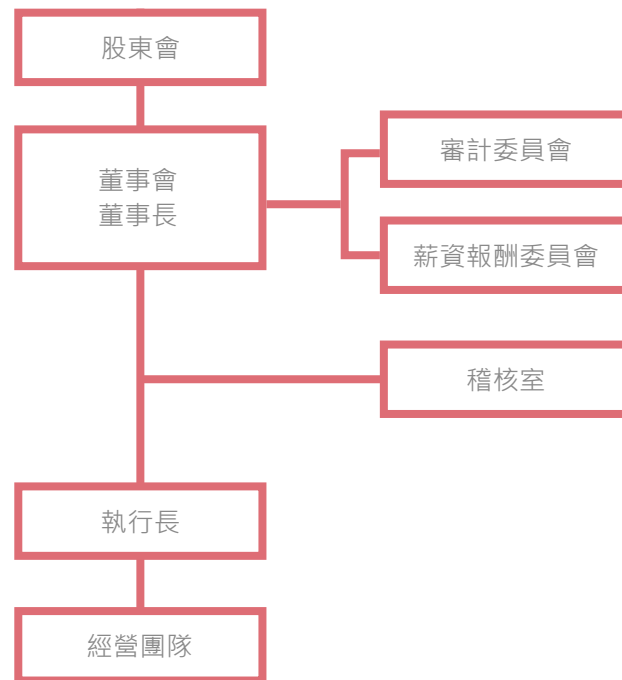 股東會
董事會
董事長
審計委員會
薪資報酬委員會
稽核室
執行長
經營團隊